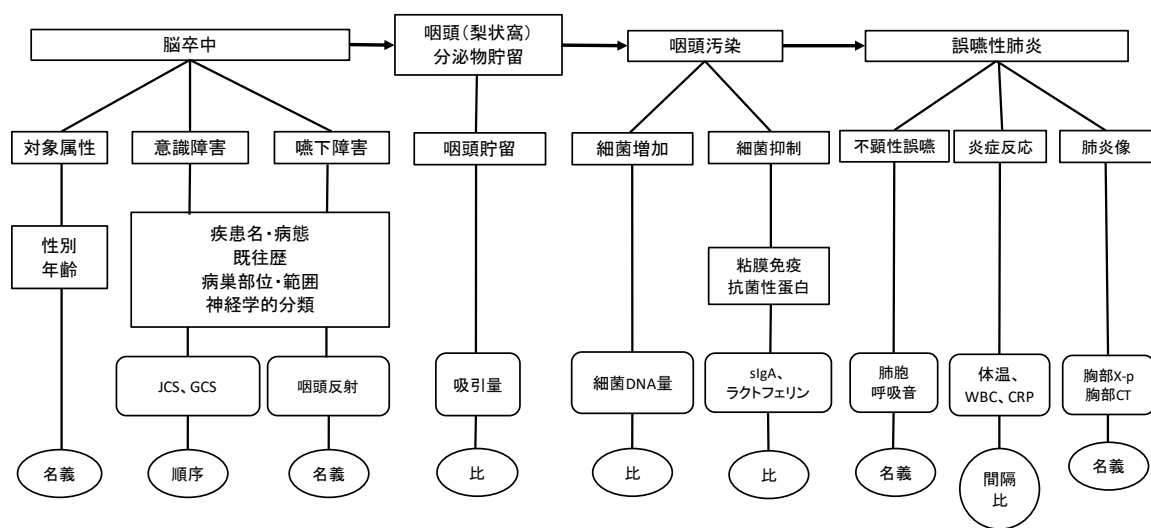 脳卒中
咽頭（梨状窩）
分泌物貯留
咽頭汚染
誤嚥性肺炎
対象属性
意識障害
嚥下障害
咽頭貯留
細菌増加
細菌抑制
不顕性誤嚥
炎症反応
肺炎像
性別
年齢
疾患名・病態
既往歴
病巣部位・範囲
神経学的分類
粘膜免疫
抗菌性蛋白
JCS、GCS
咽頭反射
吸引量
細菌DNA量
sIgA、
ラクトフェリン
肺胞
呼吸音
体温、
WBC、CRP
胸部X-p
胸部CT
名義
順序
名義
比
比
比
名義
間隔
比
名義